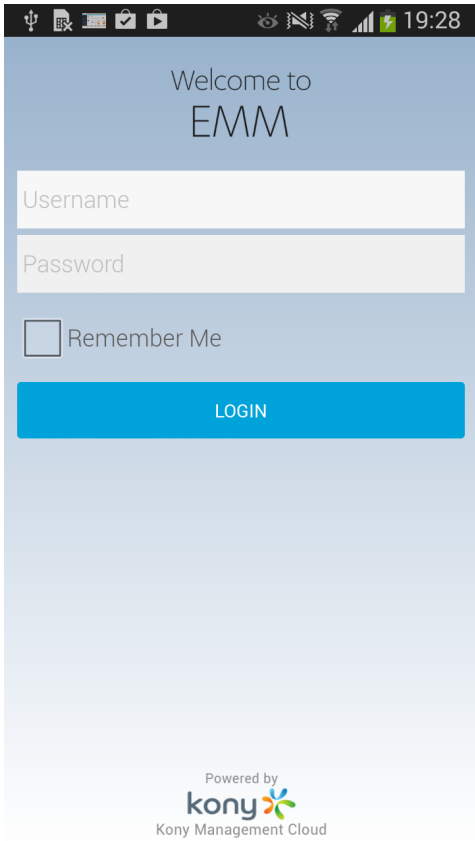 19:28
Welcome to
EMM
Username
Password
Remember Me
LOGIN
Powered by
kony
Kony Management Cloud